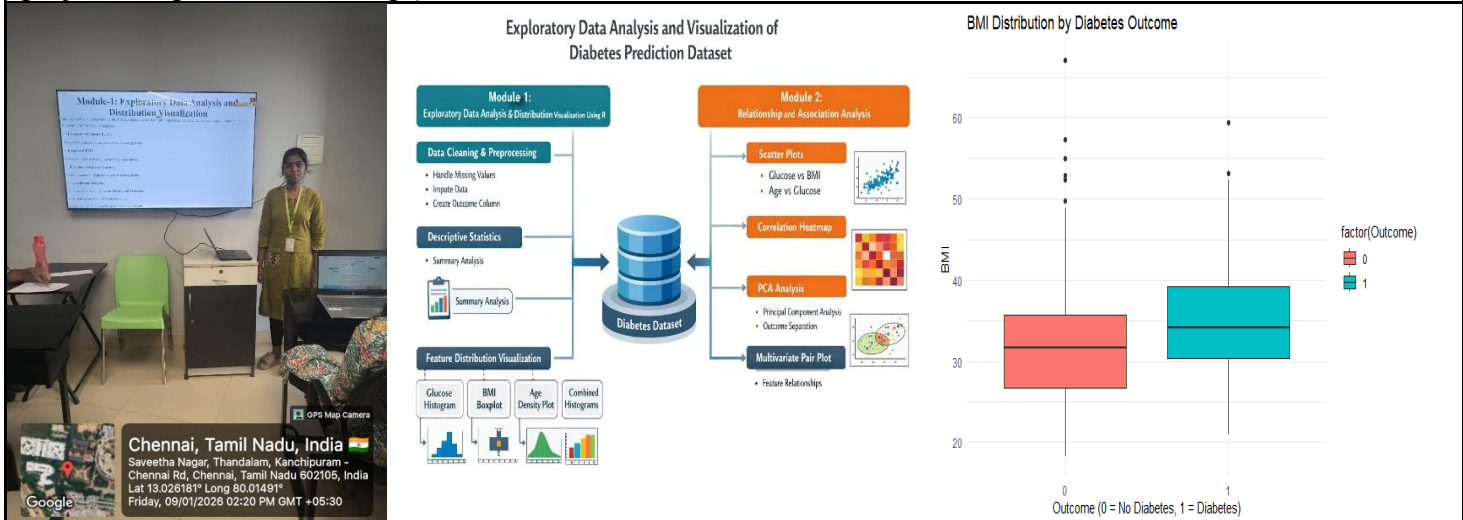 Module-1: Exploratory Data Analysis and
Distribution Visualization
GPS Map Camera
Google
Chennai, Tamil Nadu, India
Saveetha Nagar, Thandalam, Kanchipuram -
Chennai Rd, Chennai, Tamil Nadu 602105, India
Lat 13.026181° Long 80.01491°
Friday, 09/01/2026 02:20 PM GMT +05:30
Exploratory Data Analysis and Visualization of
Diabetes Prediction Dataset
Module 1:
Exploratory Data Analysis & Distribution Visualization Using R
Data Cleaning & Preprocessing
• Handle Missing Values
• Impute Data
• Create Outcome Column
Descriptive Statistics
• Summary Analysis
Summary Analysis
Feature Distribution Visualization
Glucose
Histogram
BMI
Boxplot
Age
Density Plot
Combined
Histograms
Diabetes Dataset
Module 2:
Relationship and Association Analysis
Scatter Plots
• Glucose vs BMI
• Age vs Glucose
Correlation Heatmap
PCA Analysis
• Principal Component Analysis
• Outcome Separation
Multivariate Pair Plot
• Feature Relationships
BMI Distribution by Diabetes Outcome
BMI
60
50
40
30
20
0
1
Outcome (0 = No Diabetes, 1 = Diabetes)
factor(Outcome)
0
1